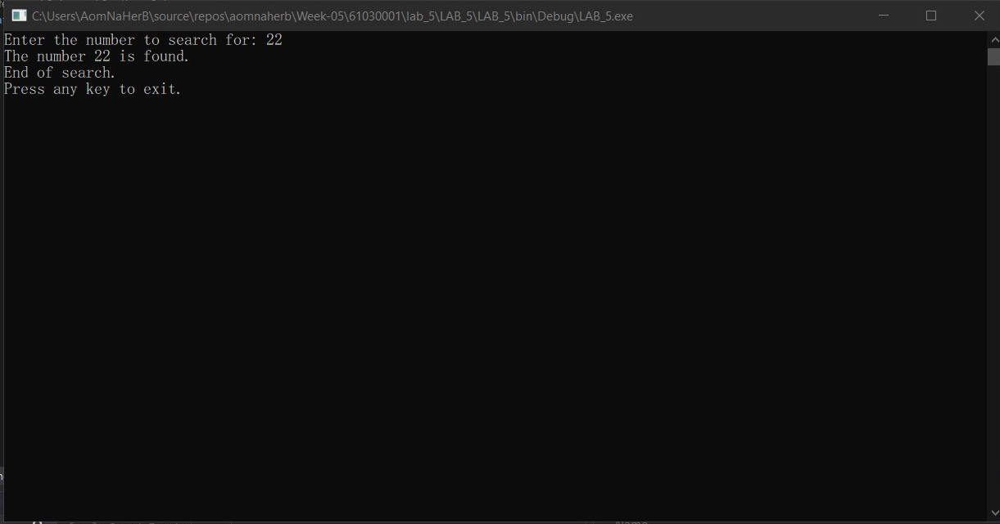 C:\Users\AomNaHerB\source\repos\aomnaherb\Week-05\61030001\lab_5\LAB_5\LAB_5\bin\Debug\LAB_5.exe
Enter the number to search for: 22
The number 22 is found.
End of search.
Press any key to exit.